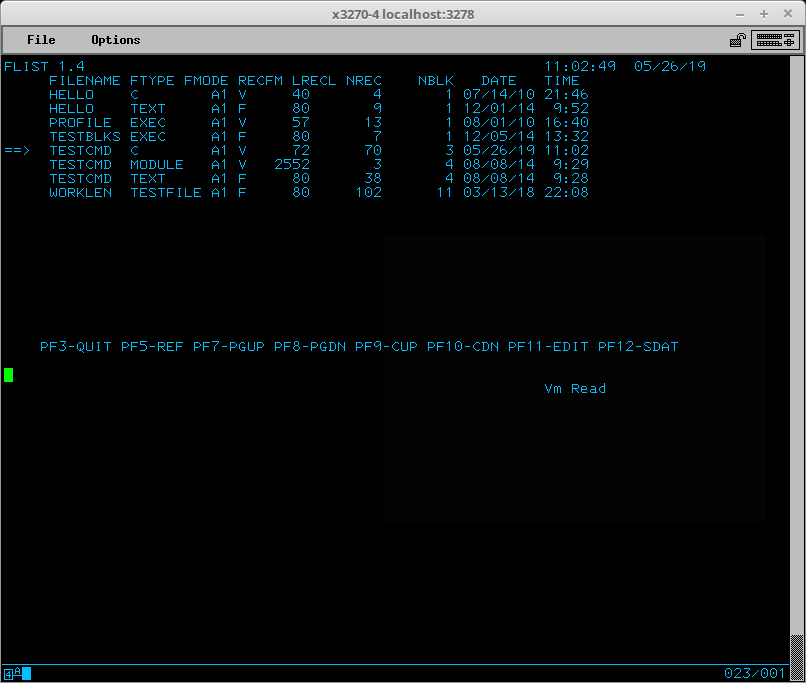 x3270-4 localhost:3278
File Options
FLIST 1.4 11:02:49 05/26/19
FILENAME FTYPE FMODE RECFM LRECL NREC NBLK DATE TIME
HELLO C A1 V 40 4 1 07/14/10 21:46
HELLO TEXT A1 F 80 9 1 12/01/14 9:52
PROFILE EXEC A1 V 57 13 1 08/01/10 16:40
TESTBLKS EXEC A1 F 80 7 1 12/05/14 13:32
==> TESTCMD C A1 V 72 70 3 05/26/19 11:02
TESTCMD MODULE A1 V 2552 3 4 08/08/14 9:29
TESTCMD TEXT A1 F 80 38 4 08/08/14 9:28
WORKLEN TESTFILE A1 F 80 102 11 03/13/18 22:08
PF3-QUIT PF5-REF PF7-PGUP PF8-PGDN PF9-CUP PF10-CDN PF11-EDIT PF12-SDAT
Vm Read
4A 023/001